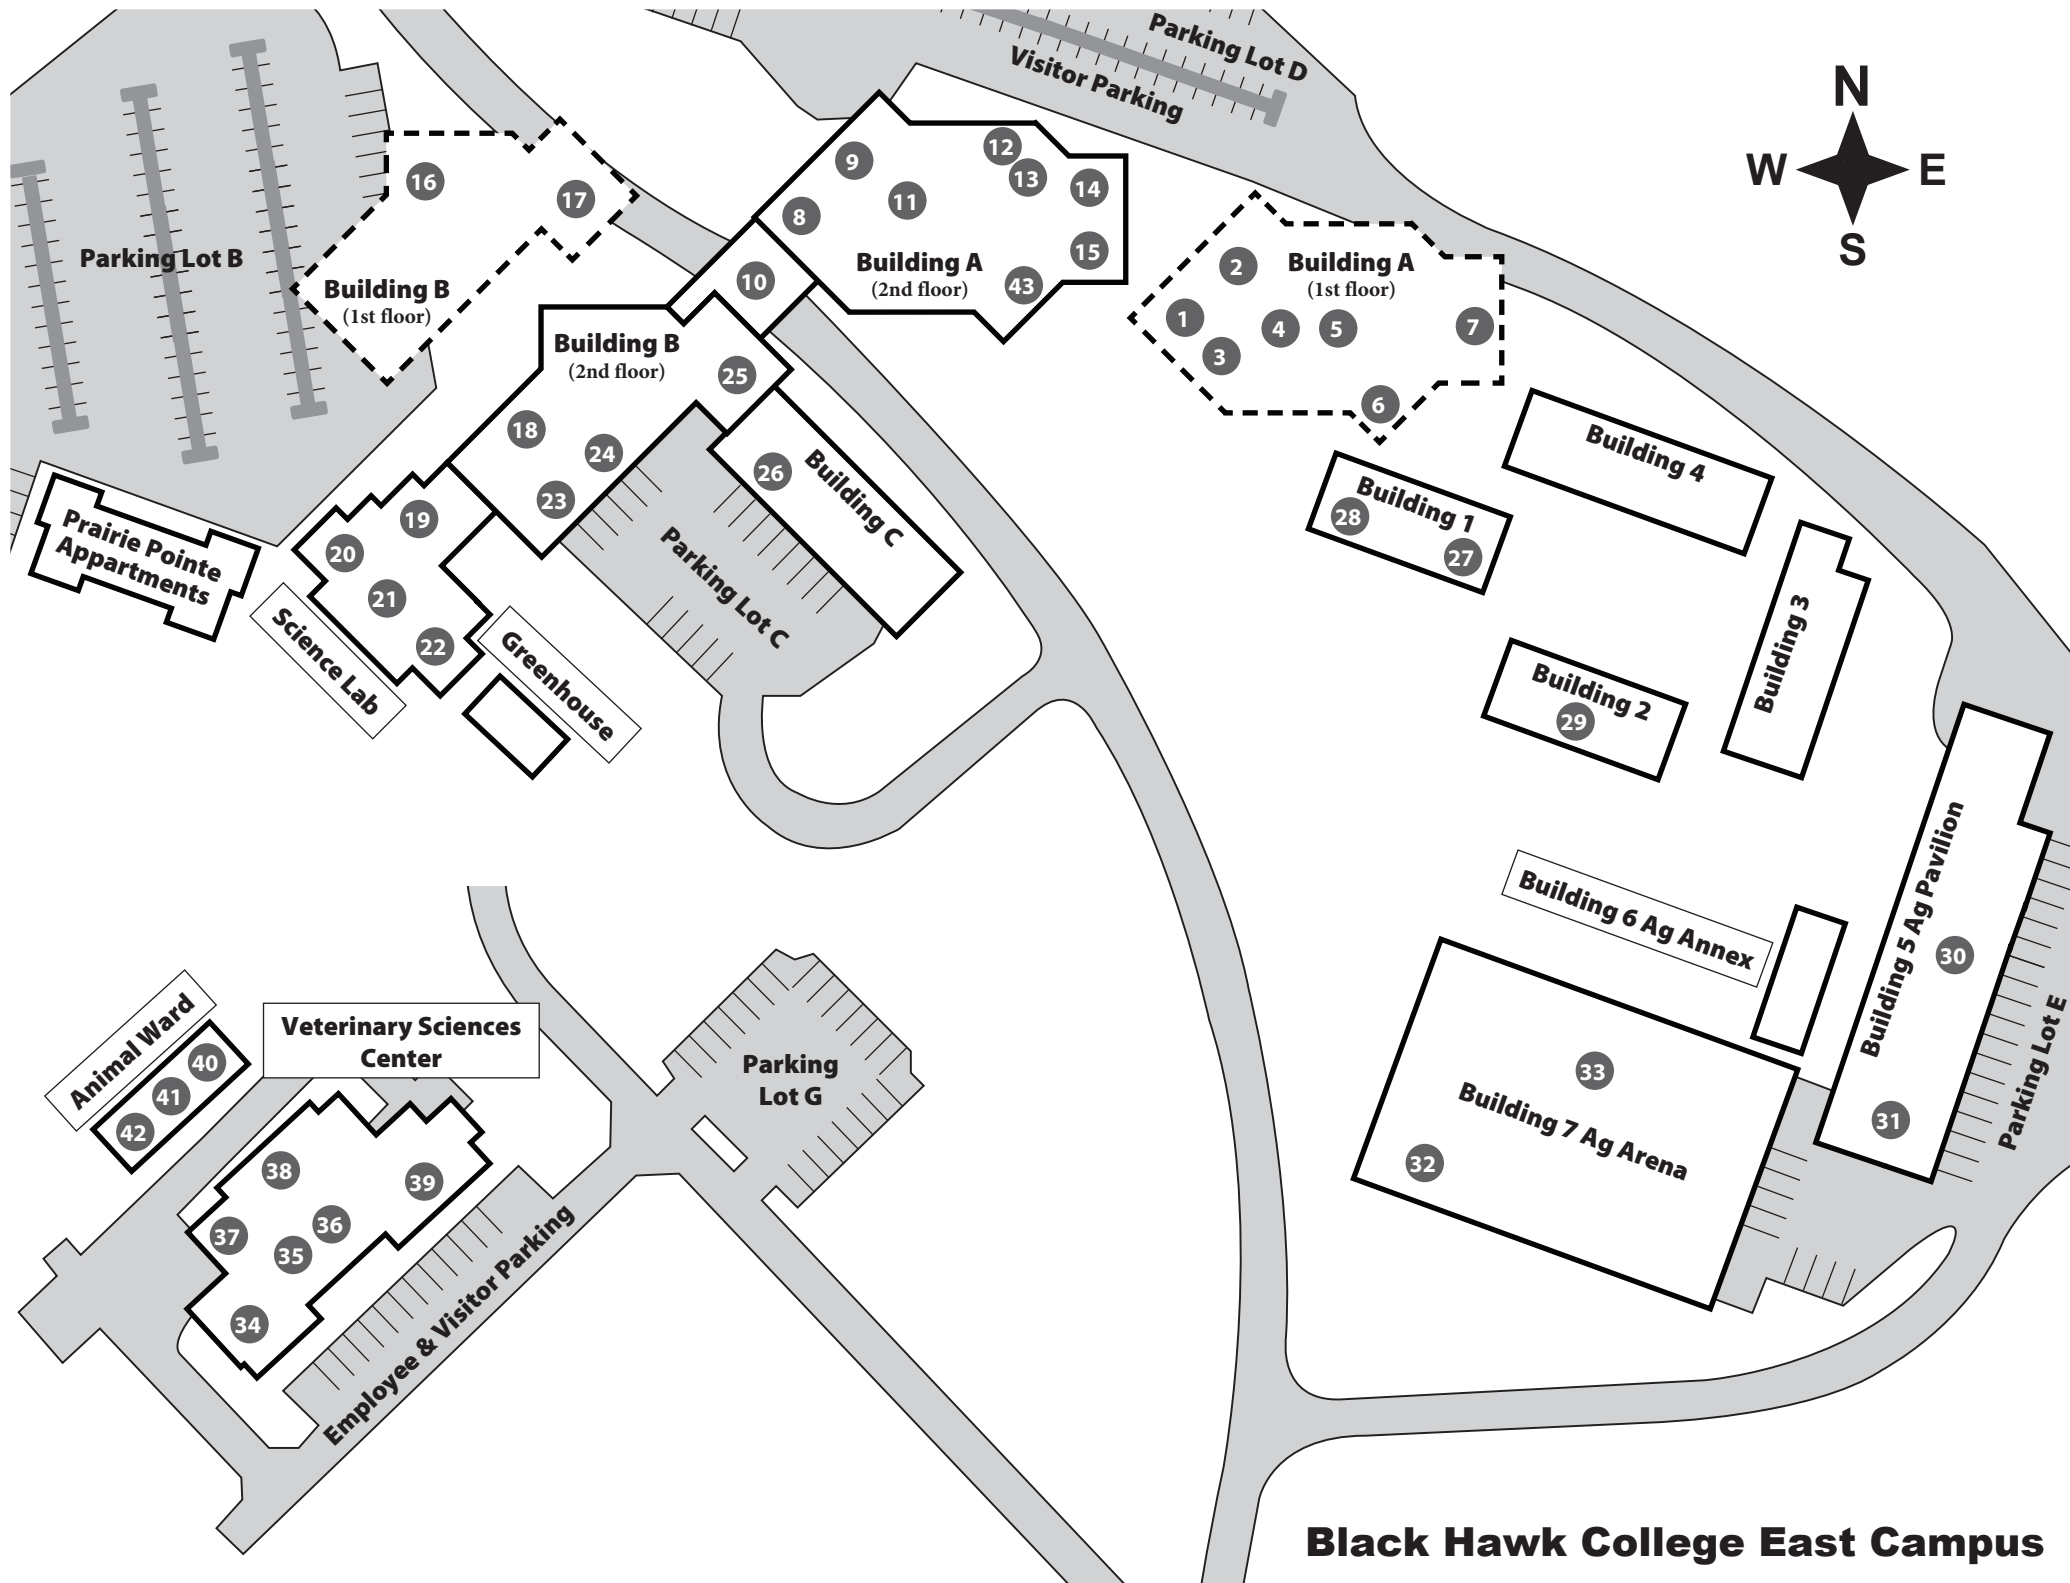 Parking Lot D
Visitor Parking
N
W
E
S
9
12
13
14
11
8
15
Building A
(2nd floor)
43
10
16
17
Parking Lot B
Building B
(1st floor)
2
Building A
(1st floor)
1
4
5
7
3
6
Building B
(2nd floor)
25
18
24
23
26
Building C
Parking Lot C
Building 4
Building 1
28
27
Prairie Pointe
Appartments
19
20
21
22
Science Lab
Greenhouse
Building 3
Building 2
29
Building 5 Ag Pavilion
30
31
Building 6 Ag Annex
Parking Lot E
33
Building 7 Ag Arena
32
Animal Ward
40
41
42
Veterinary Sciences
Center
Parking
Lot G
38
39
37
36
35
34
Employee & Visitor Parking
Black Hawk College East Campus